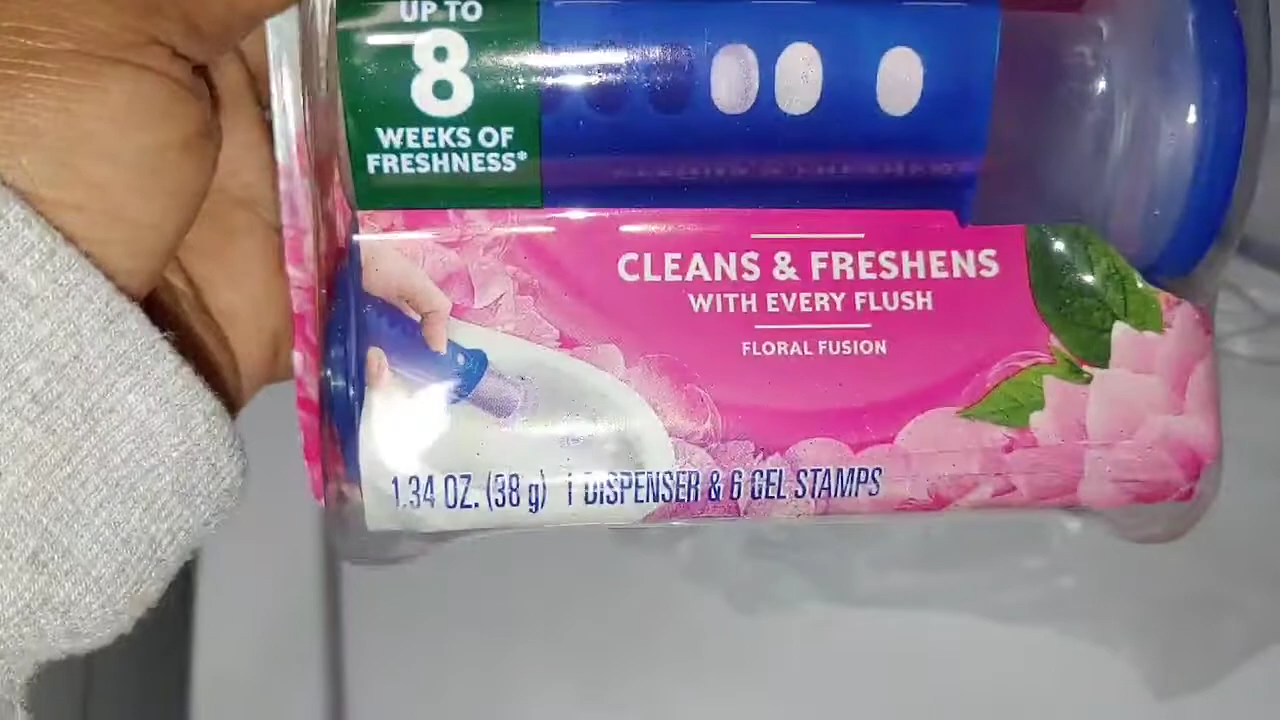 UP TO
8
WEEKS OF
FRESHNESS*
CLEANS & FRESHENS
WITH EVERY FLUSH
FLORAL FUSION
1.34 OZ. (38 g) 1 DISPENSER & 6 GEL STAMPS